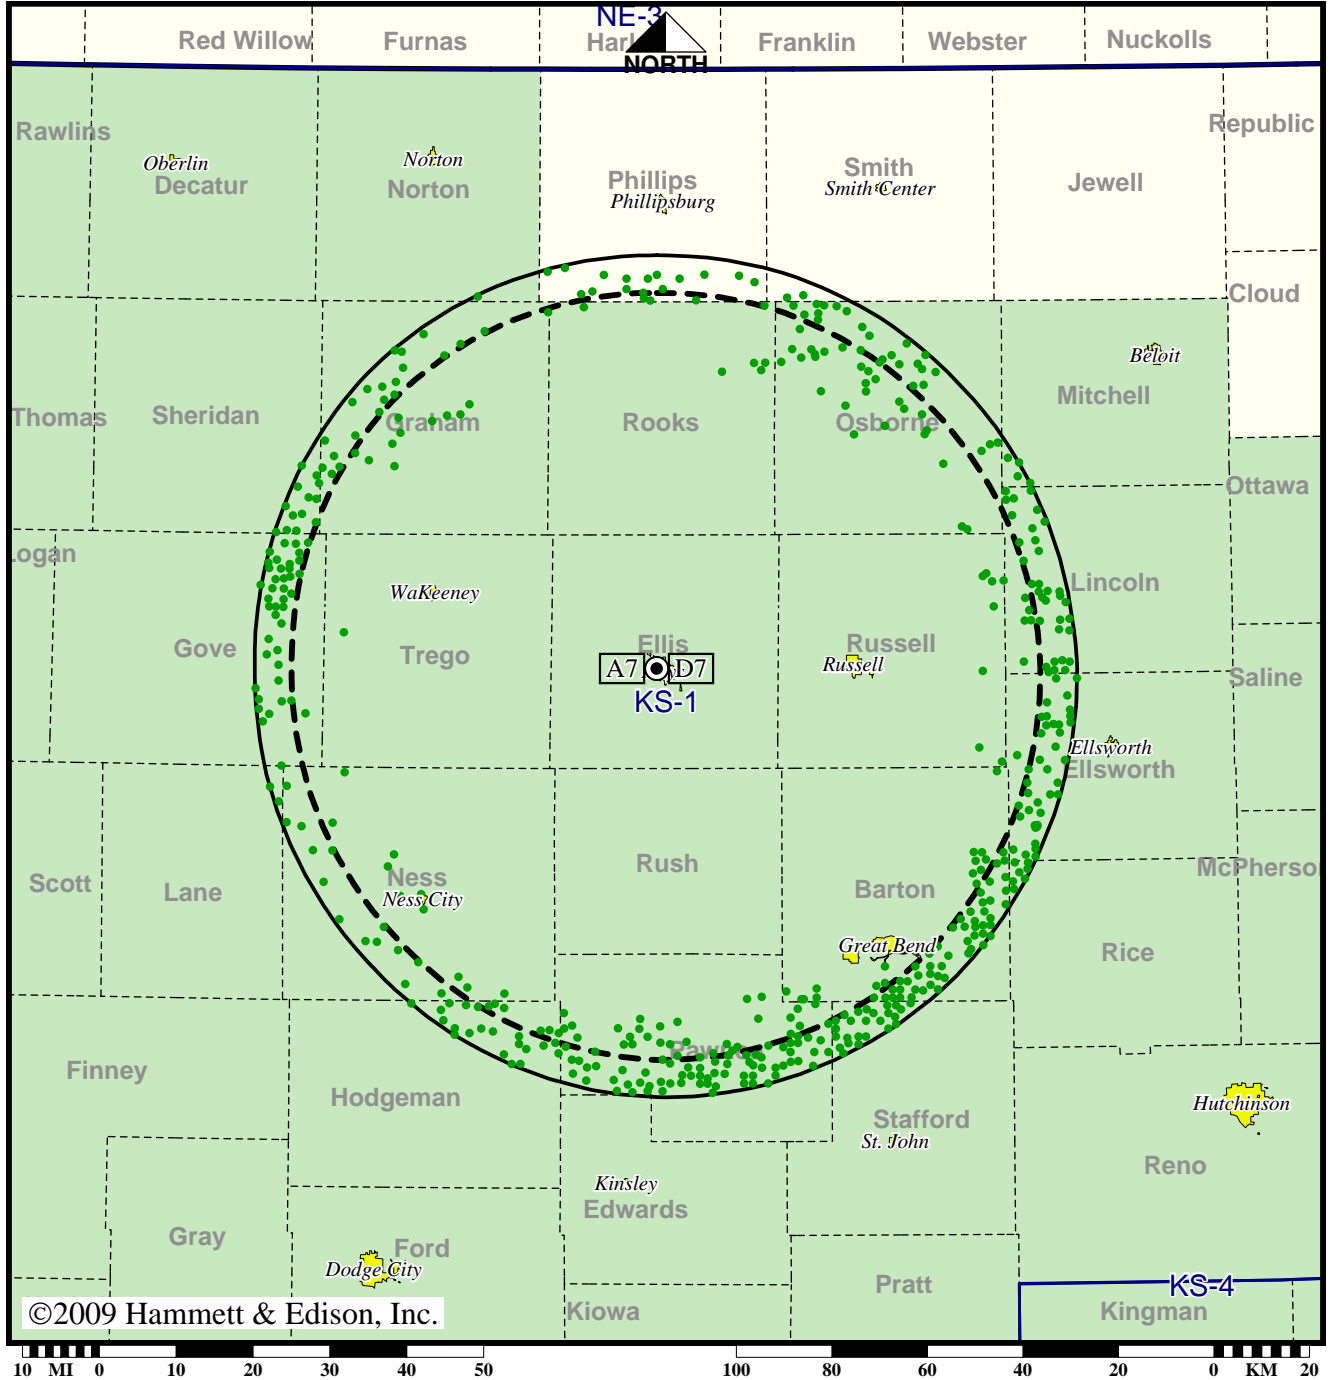 NE-3
Red Willow
Furnas
Franklin
Webster
Nuckolls
NORTH
Rawlins
Oberlin
Decatur
Norton
Norton
Phillips
Phillipsburg
Smith
Smith Center
Jewell
Republic
Cloud
Beloit
Mitchell
Thomas
Sheridan
Graham
Rooks
Osborne
Ottawa
Logan
WaKeeney
Lincoln
Gove
Trego
Ellis
Russell
Russell
A7
D7
KS-1
Saline
Ellsworth
Ellsworth
Scott
Lane
Ness
Ness City
Rush
Barton
Great Bend
McPherso
Rice
Finney
Hodgeman
Stafford
St. John
Hutchinson
Reno
Kinsley
Edwards
Gray
Ford
Dodge City
Pratt
KS-4
Kiowa
Kingman
©2009 Hammett & Edison, Inc.
10 MI 0 10 20 30 40 50 100 80 60 40 20 0 KM 20